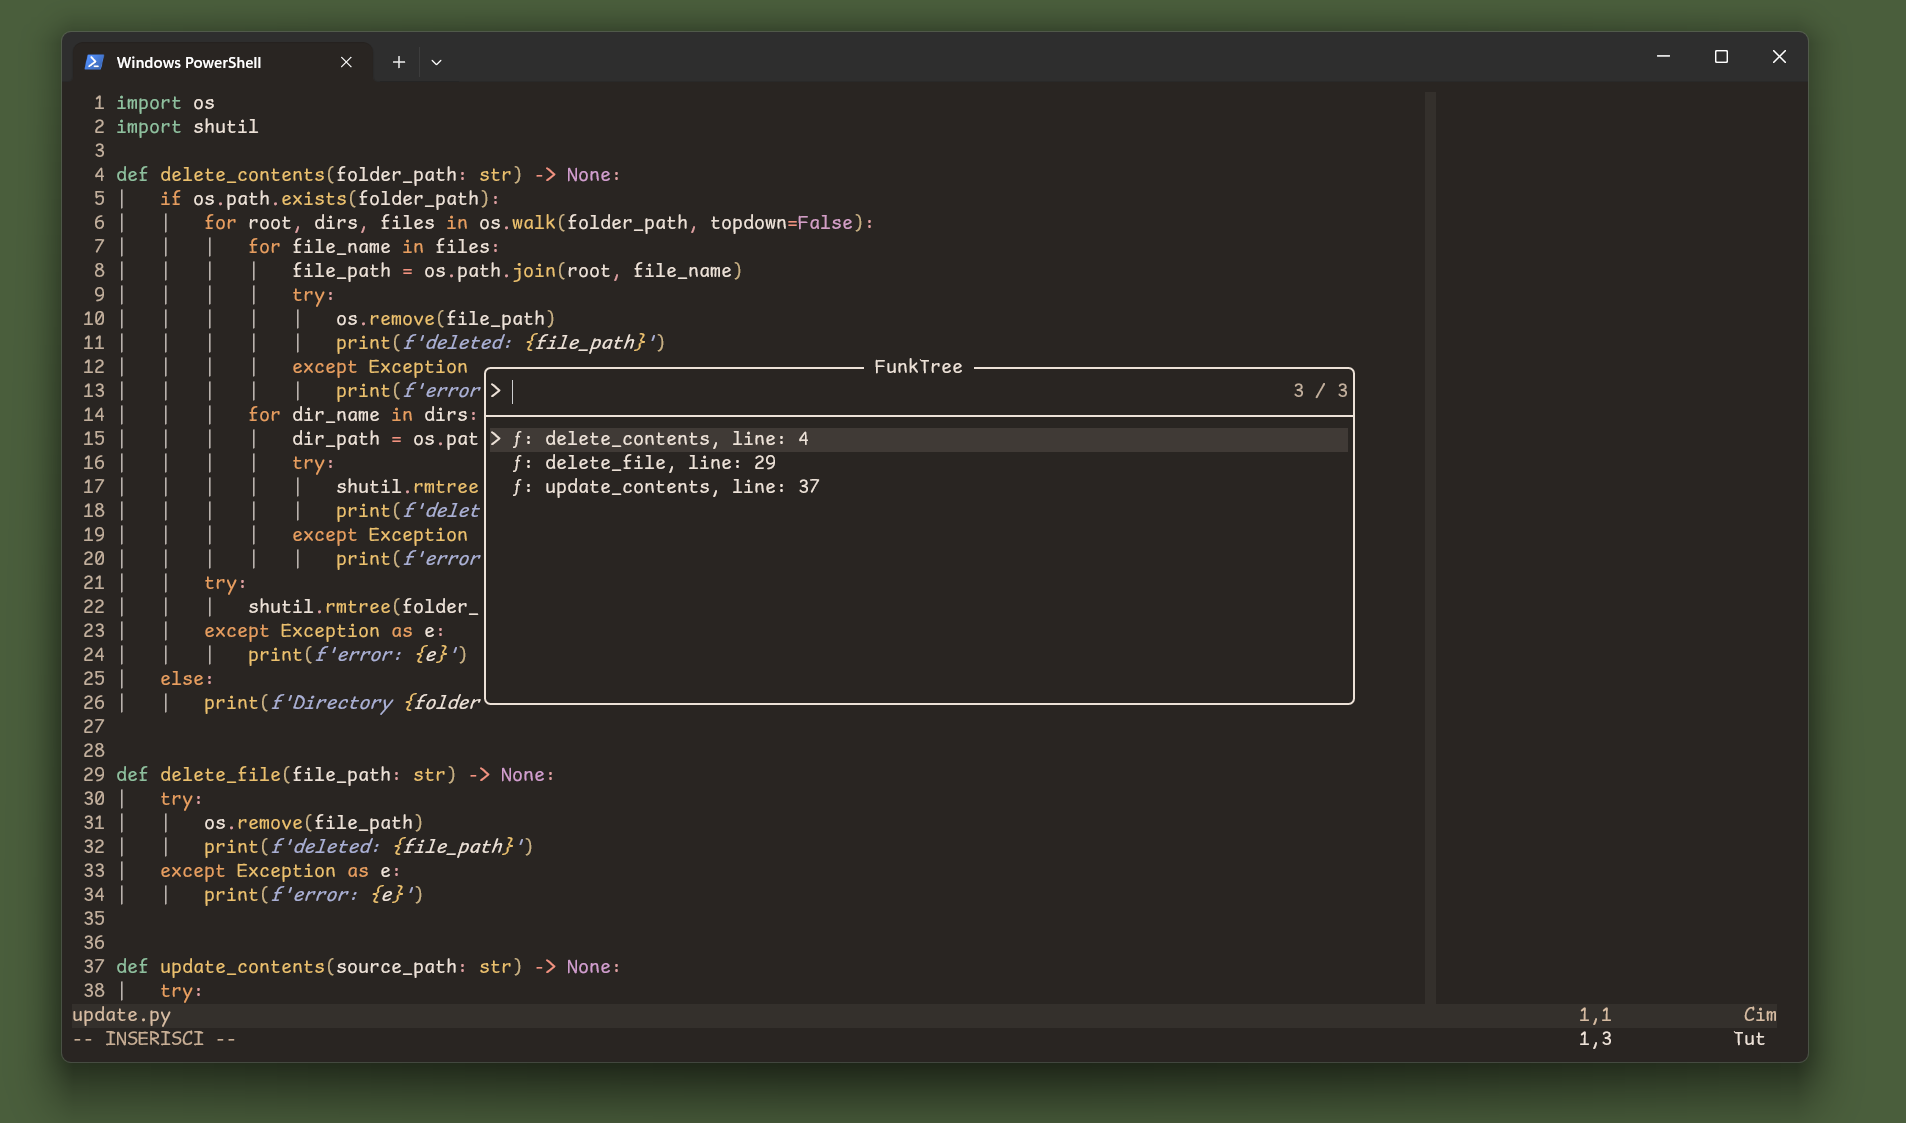 Windows PowerShell
1 import os
2 import shutil
3
4 def delete_contents(folder_path: str) -> None:
5 if os.path.exists(folder_path):
6 for root, dirs, files in os.walk(folder_path, topdown=False):
7 for file_name in files:
8 file_path = os.path.join(root, file_name)
9 try:
10 os.remove(file_path)
11 print(f'deleted: {file_path}')
12 except Exception
13 print(f'error
14 for dir_name in dirs:
15 dir_path = os.pat
16 try:
17 shutil.rmtree
18 print(f'delet
19 except Exception
20 print(f'error
21 try:
22 shutil.rmtree(folder_
23 except Exception as e:
24 print(f'error: {e}')
25 else:
26 print(f'Directory {folder
27
28
29 def delete_file(file_path: str) -> None:
30 try:
31 os.remove(file_path)
32 print(f'deleted: {file_path}')
33 except Exception as e:
34 print(f'error: {e}')
35
36
37 def update_contents(source_path: str) -> None:
38 try:
FunkTree
> 3 / 3
> ƒ: delete_contents, line: 4
ƒ: delete_file, line: 29
ƒ: update_contents, line: 37
update.py 1,1 Cim
-- INSERISCI -- 1,3 Tut